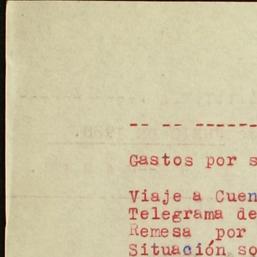 -- -- ------
Gastos por s
Viaje a Cuen
Telegrama de
Remesa por
Situación so